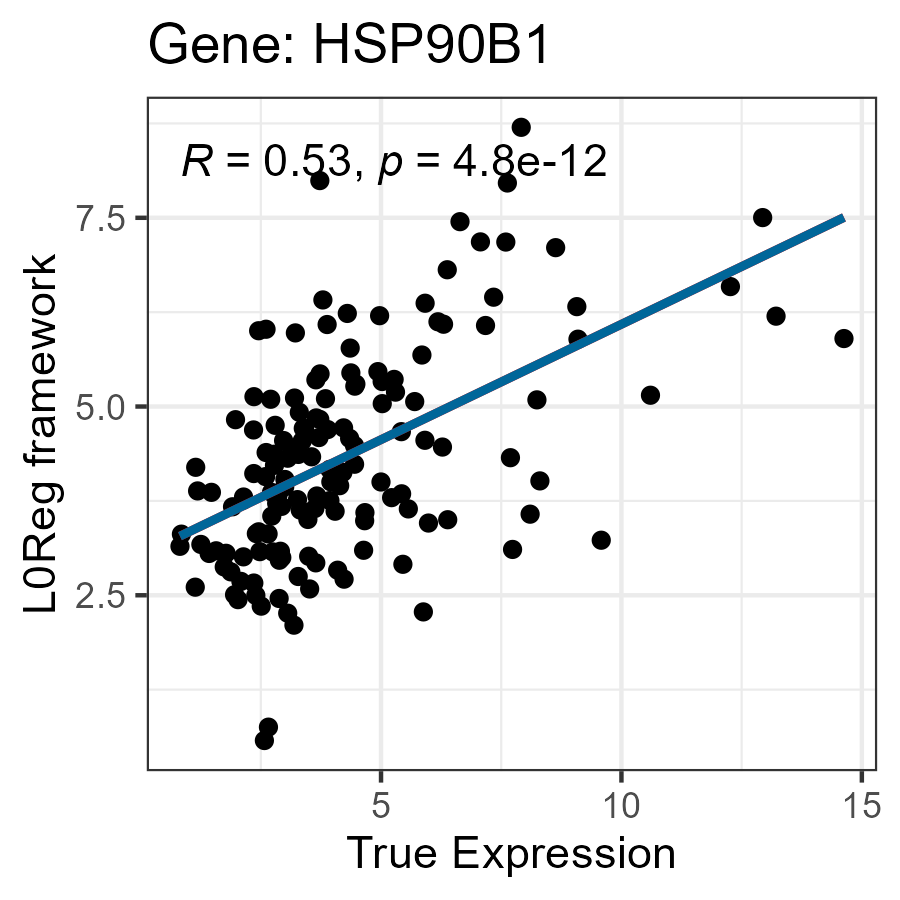 Gene: HSP90B1
R = 0.53, p = 4.8e-12
L0Reg framework
7.5
5.0
2.5
5
10
15
True Expression